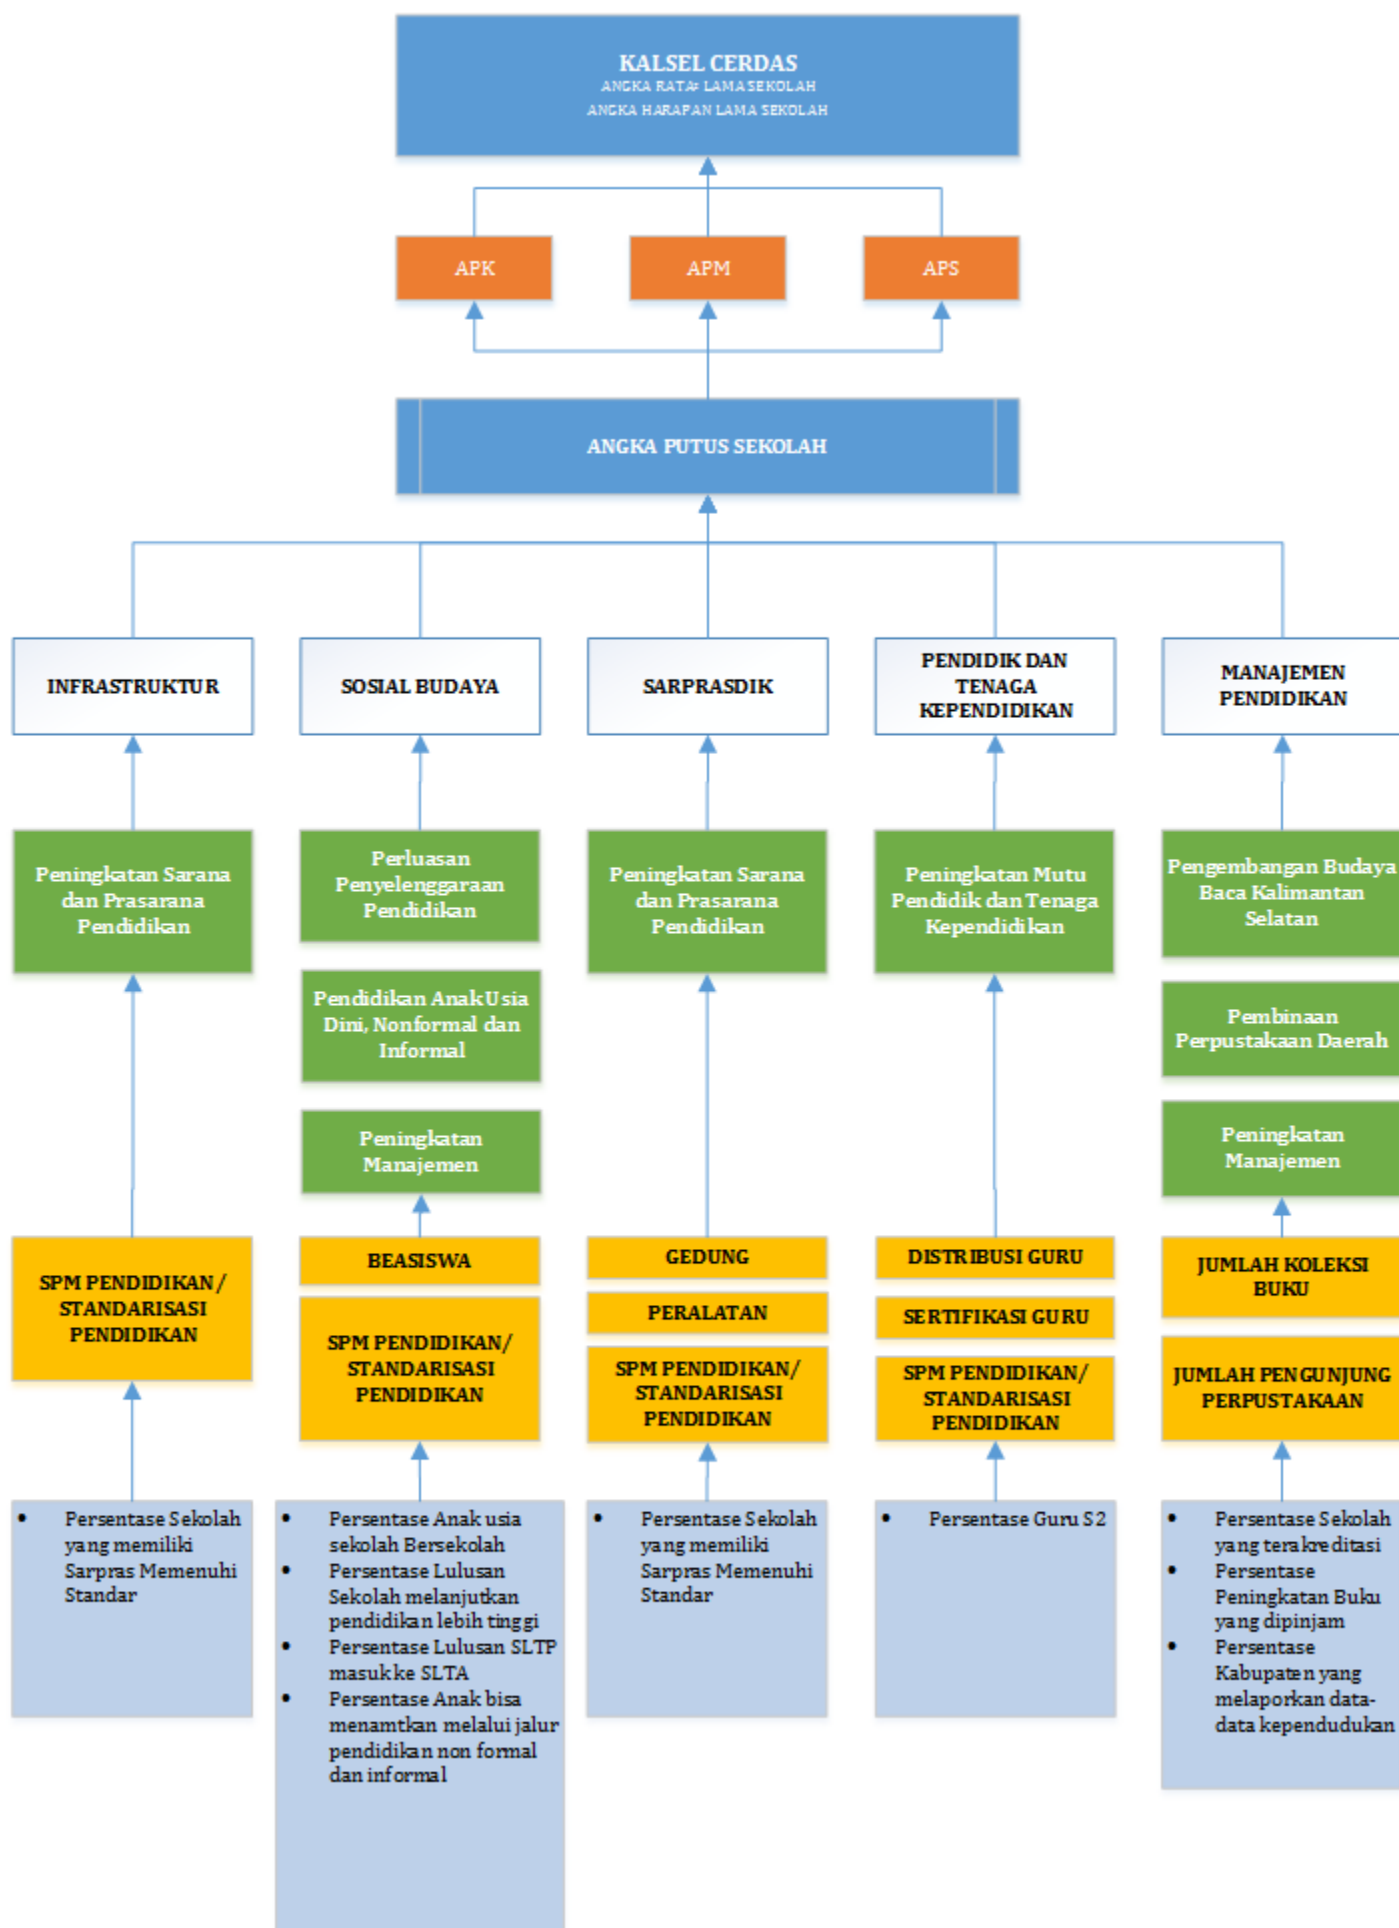 KALSEL CERDAS
ANGKA RATA² LAMA SEKOLAH
ANGKA HARAPAN LAMA SEKOLAH
APK
APM
APS
ANGKA PUTUS SEKOLAH
INFRASTRUKTUR
SOSIAL BUDAYA
SARPRASDIK
PENDIDIK DAN
TENAGA
KEPENDIDIKAN
MANAJEMEN
PENDIDIKAN
Peningkatan Sarana
dan Prasarana
Pendidikan
Perluasan
Penyelenggaraan
Pendidikan
Peningkatan Sarana
dan Prasarana
Pendidikan
Peningkatan Mutu
Pendidik dan Tenaga
Kependidikan
Pengembangan Budaya
Baca Kalimantan
Selatan
Pendidikan Anak Usia
Dini, Nonformal dan
Informal
Pembinaan
Perpustakaan Daerah
Peningkatan
Manajemen
Peningkatan
Manajemen
SPM PENDIDIKAN/
STANDARISASI
PENDIDIKAN
BEASISWA
SPM PENDIDIKAN/
STANDARISASI
PENDIDIKAN
GEDUNG
PERALATAN
SPM PENDIDIKAN/
STANDARISASI
PENDIDIKAN
DISTRIBUSI GURU
SERTIFIKASI GURU
SPM PENDIDIKAN/
STANDARISASI
PENDIDIKAN
JUMLAH KOLEKSI
BUKU
JUMLAH PENGUNJUNG
PERPUSTAKAAN
• Persentase Sekolah
yang memiliki
Sarpras Memenuhi
Standar
• Persentase Anak usia
sekolah Bersekolah
• Persentase Lulusan
Sekolah melanjutkan
pendidikan lebih tinggi
• Persentase Lulusan SLTP
masuk ke SLTA
• Persentase Anak bisa
menamtkan melalui jalur
pendidikan non formal
dan informal
• Persentase Sekolah
yang memiliki
Sarpras Memenuhi
Standar
• Persentase Guru S2
• Persentase Sekolah
yang terakreditasi
• Persentase
Peningkatan Buku
yang dipinjam
• Persentase
Kabupaten yang
melaporkan data-
data kependudukan